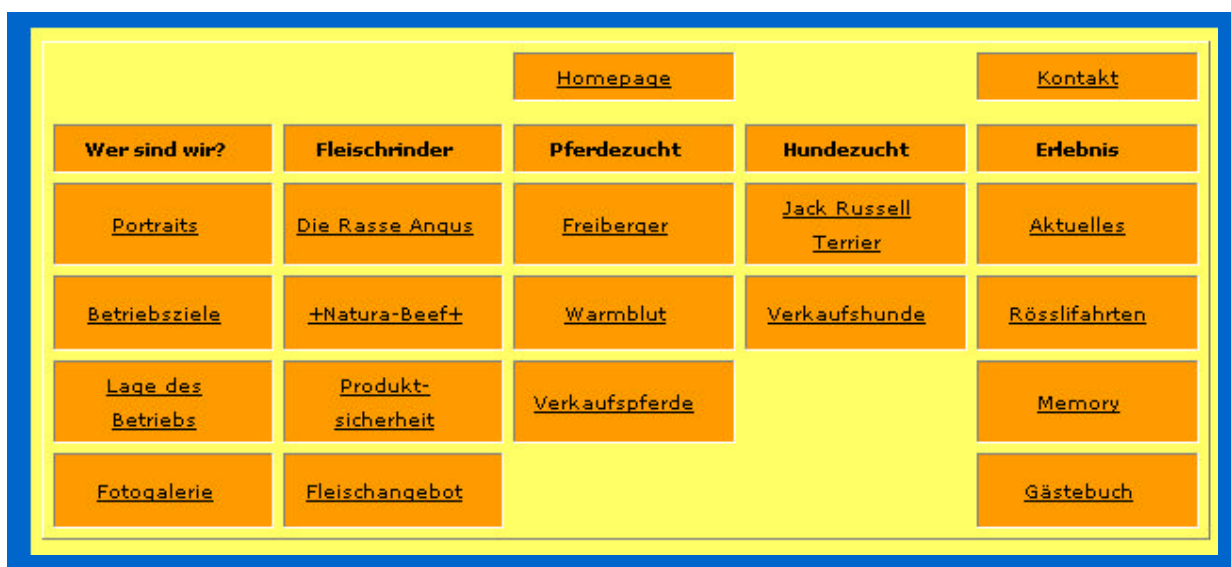 Homepage
Kontakt
Wer sind wir?
Fleischrinder
Pferdezucht
Hundezucht
Erlebnis
Portraits
Die Rasse Angus
Freiberger
Jack Russell
Terrier
Aktuelles
Betriebsziele
+Natura-Beef+
Warmblut
Verkaufshunde
Rösslifahrten
Lage des
Betriebs
Produkt-
sicherheit
Verkaufspferde
Memory
Fotogalerie
Fleischangebot
Gästebuch